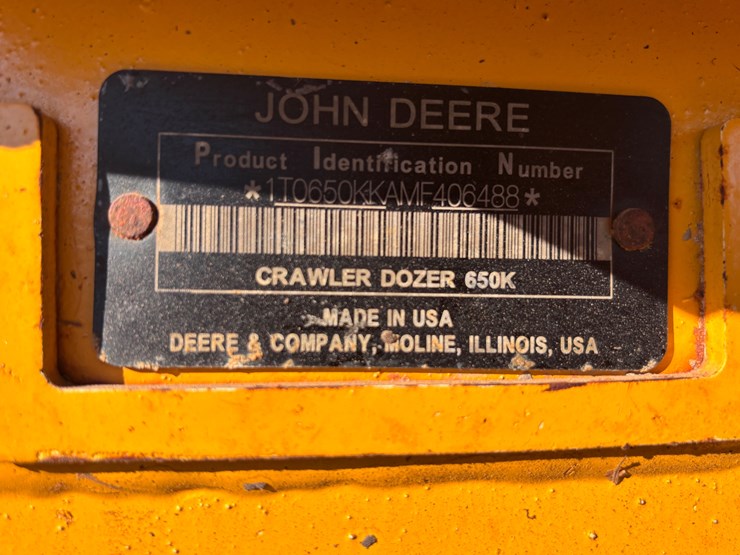 JOHN DEERE
Product Identification Number
*1T0650KKAMF406488*
CRAWLER DOZER 650K
MADE IN USA
DEERE & COMPANY, MOLINE, ILLINOIS, USA